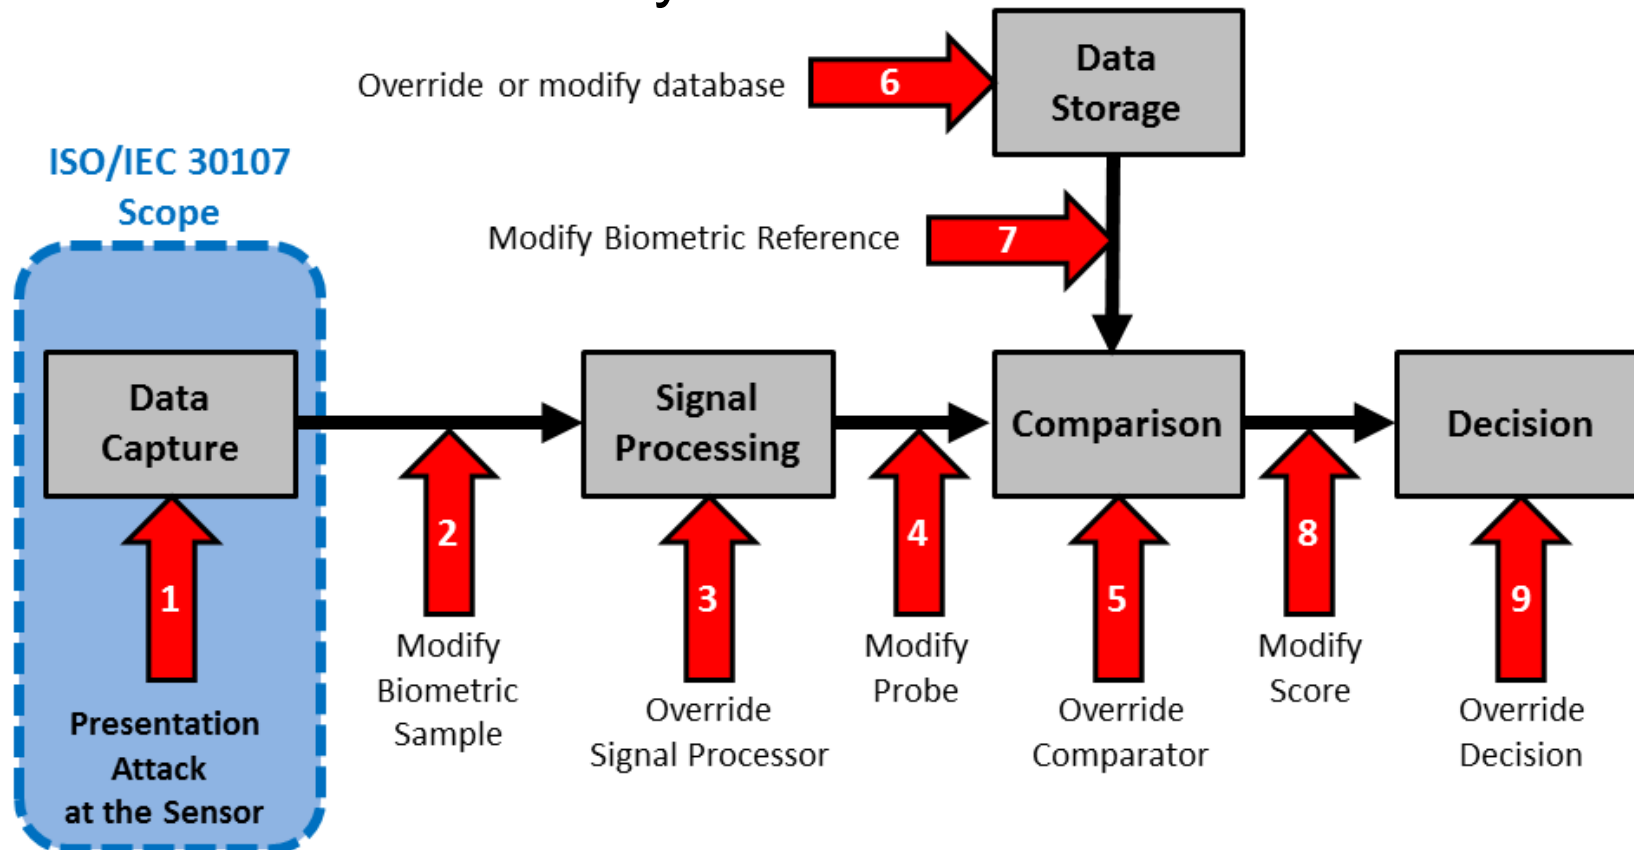 Data
Storage
Override or modify database
6
ISO/IEC 30107
Scope
Modify Biometric Reference
7
Data
Capture
Signal
Processing
Comparison
Decision
1
2
3
4
5
8
9
Presentation
Attack
at the Sensor
Modify
Biometric
Sample
Override
Signal Processor
Modify
Probe
Override
Comparator
Modify
Score
Override
Decision